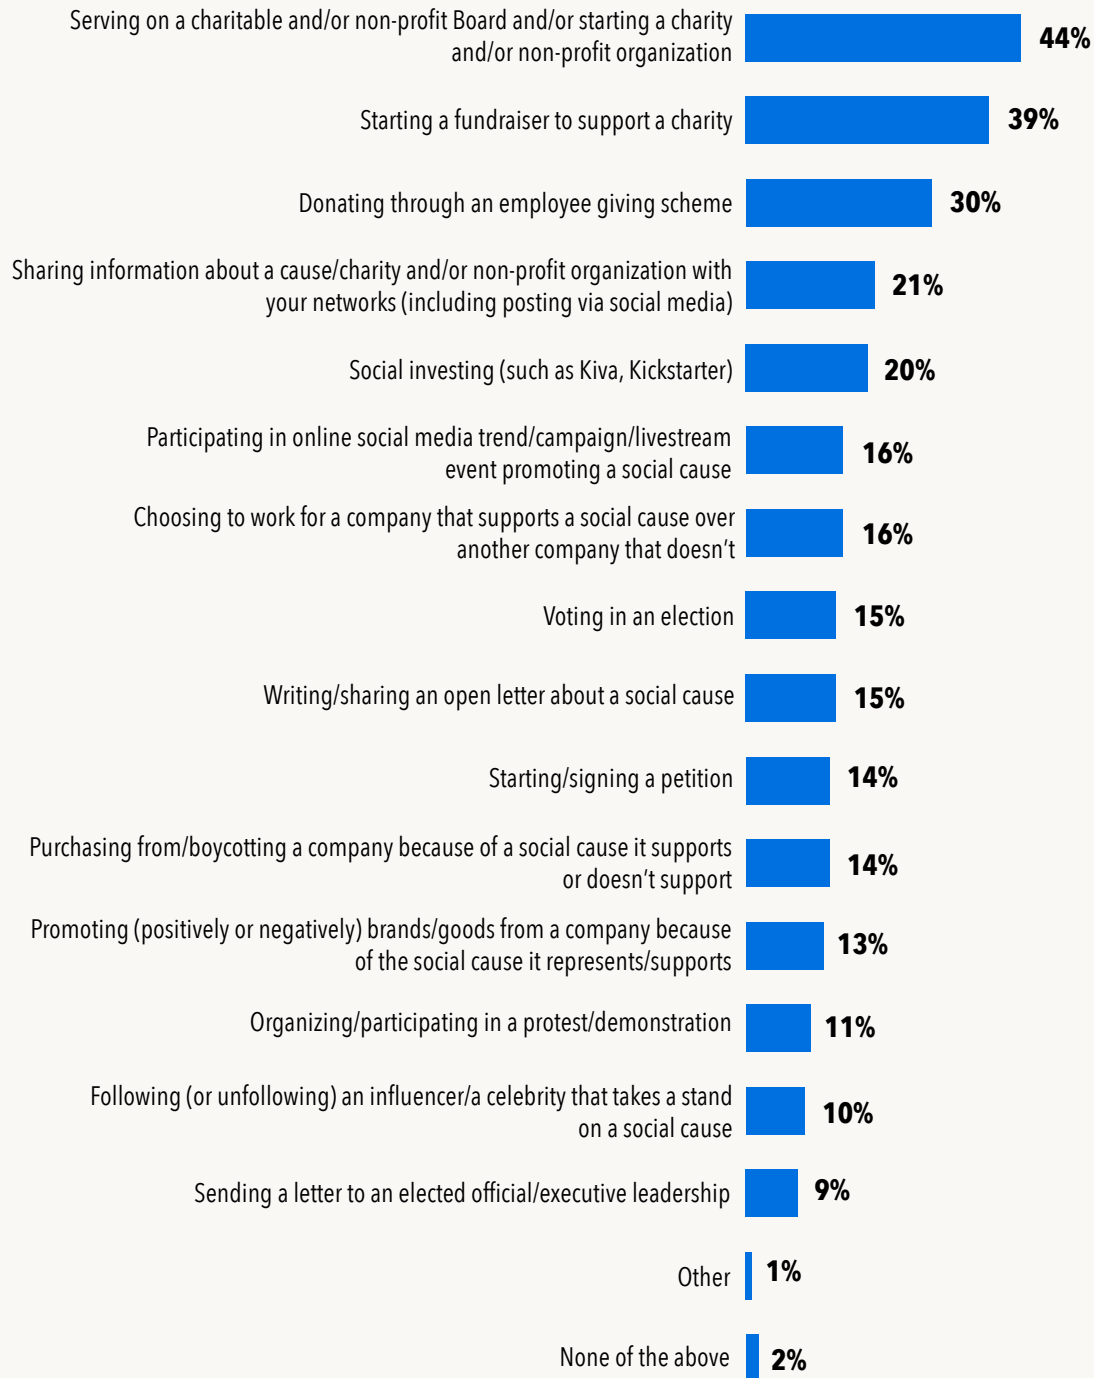 Serving on a charitable and/or non-profit Board and/or starting a charity
and/or non-profit organization
44%
Starting a fundraiser to support a charity
39%
Donating through an employee giving scheme
30%
Sharing information about a cause/charity and/or non-profit organization with
your networks (including posting via social media)
21%
Social investing (such as Kiva, Kickstarter)
20%
Participating in online social media trend/campaign/livestream
event promoting a social cause
16%
Choosing to work for a company that supports a social cause over
another company that doesn't
16%
Voting in an election
15%
Writing/sharing an open letter about a social cause
15%
Starting/signing a petition
14%
Purchasing from/boycotting a company because of a social cause it supports
or doesn't support
14%
Promoting (positively or negatively) brands/goods from a company because
of the social cause it represents/supports
13%
Organizing/participating in a protest/demonstration
11%
Following (or unfollowing) an influencer/a celebrity that takes a stand
on a social cause
10%
Sending a letter to an elected official/executive leadership
9%
Other
1%
None of the above
2%